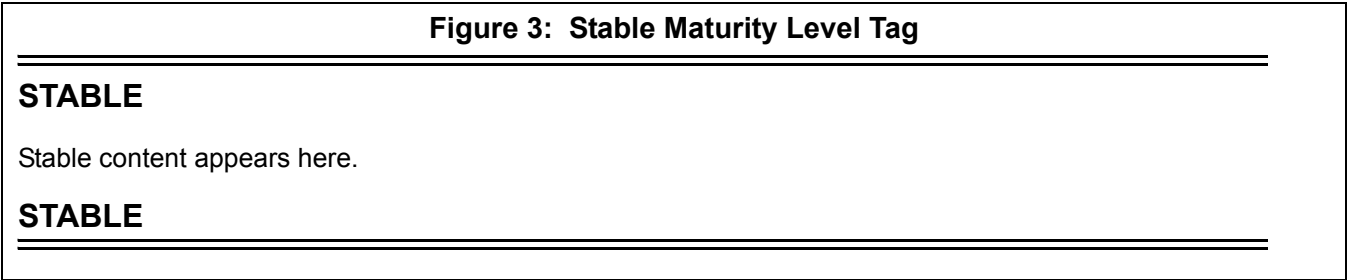 Figure 3:  Stable Maturity Level Tag
STABLE
Stable content appears here.
STABLE